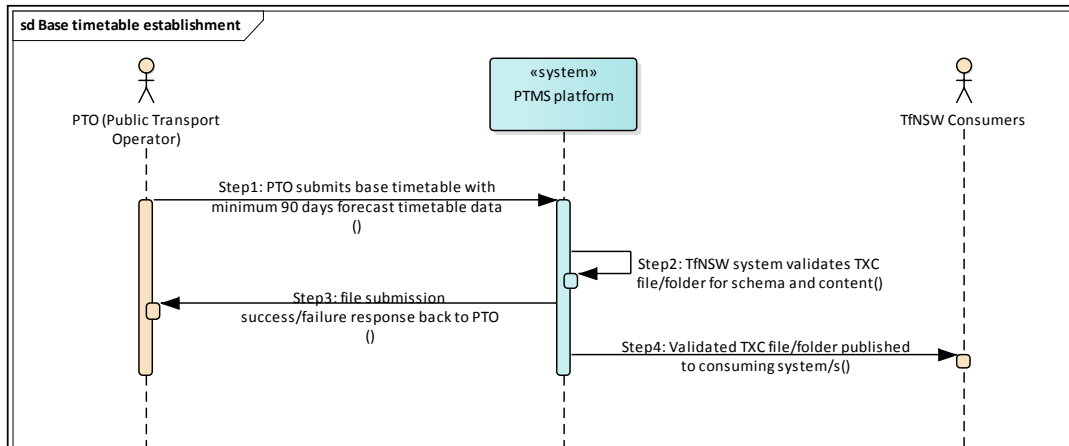 sd Base timetable establishment
PTO (Public Transport
Operator)
«system»
PTMS platform
TfNSW Consumers
Step1: PTO submits base timetable with
minimum 90 days forecast timetable data
()
Step2: TfNSW system validates TXC
file/folder for schema and content()
Step3: file submission
success/failure response back to PTO
()
Step4: Validated TXC file/folder published
to consuming system/s()